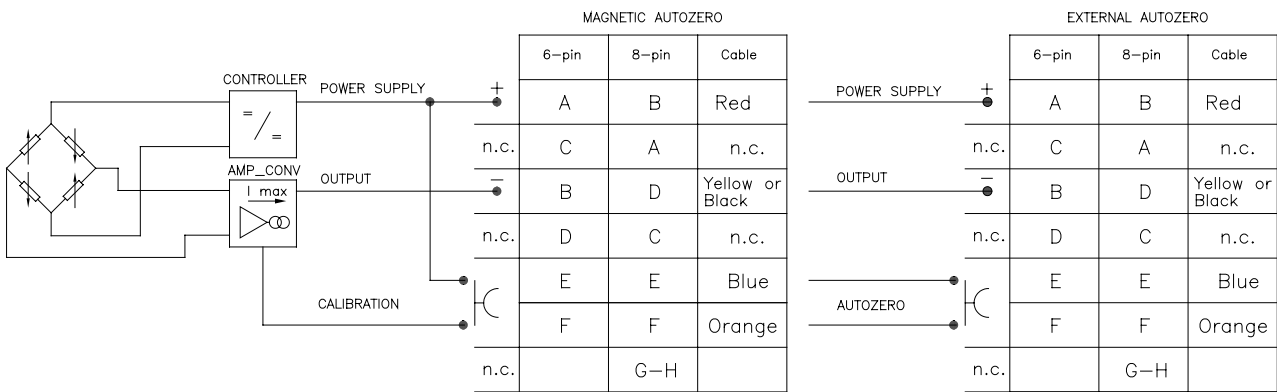 MAGNETIC AUTOZERO
6-pin 8-pin Cable
CONTROLLER
= / =
POWER SUPPLY + A B Red
n.c. C A n.c.
AMP_CONV
I max
OUTPUT - B D Yellow or Black
n.c. D C n.c.
E E Blue
CALIBRATION
F F Orange
n.c. G-H
EXTERNAL AUTOZERO
6-pin 8-pin Cable
POWER SUPPLY + A B Red
n.c. C A n.c.
OUTPUT - B D Yellow or Black
n.c. D C n.c.
E E Blue
AUTOZERO
F F Orange
n.c. G-H